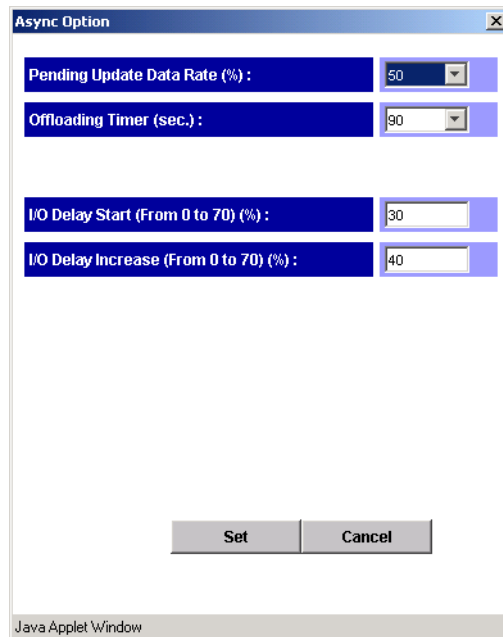 Async Option
Pending Update Data Rate (%) : 50
Offloading Timer (sec.) : 90
I/O Delay Start (From 0 to 70) (%) : 30
I/O Delay Increase (From 0 to 70) (%) : 40
Set Cancel
Java Applet Window